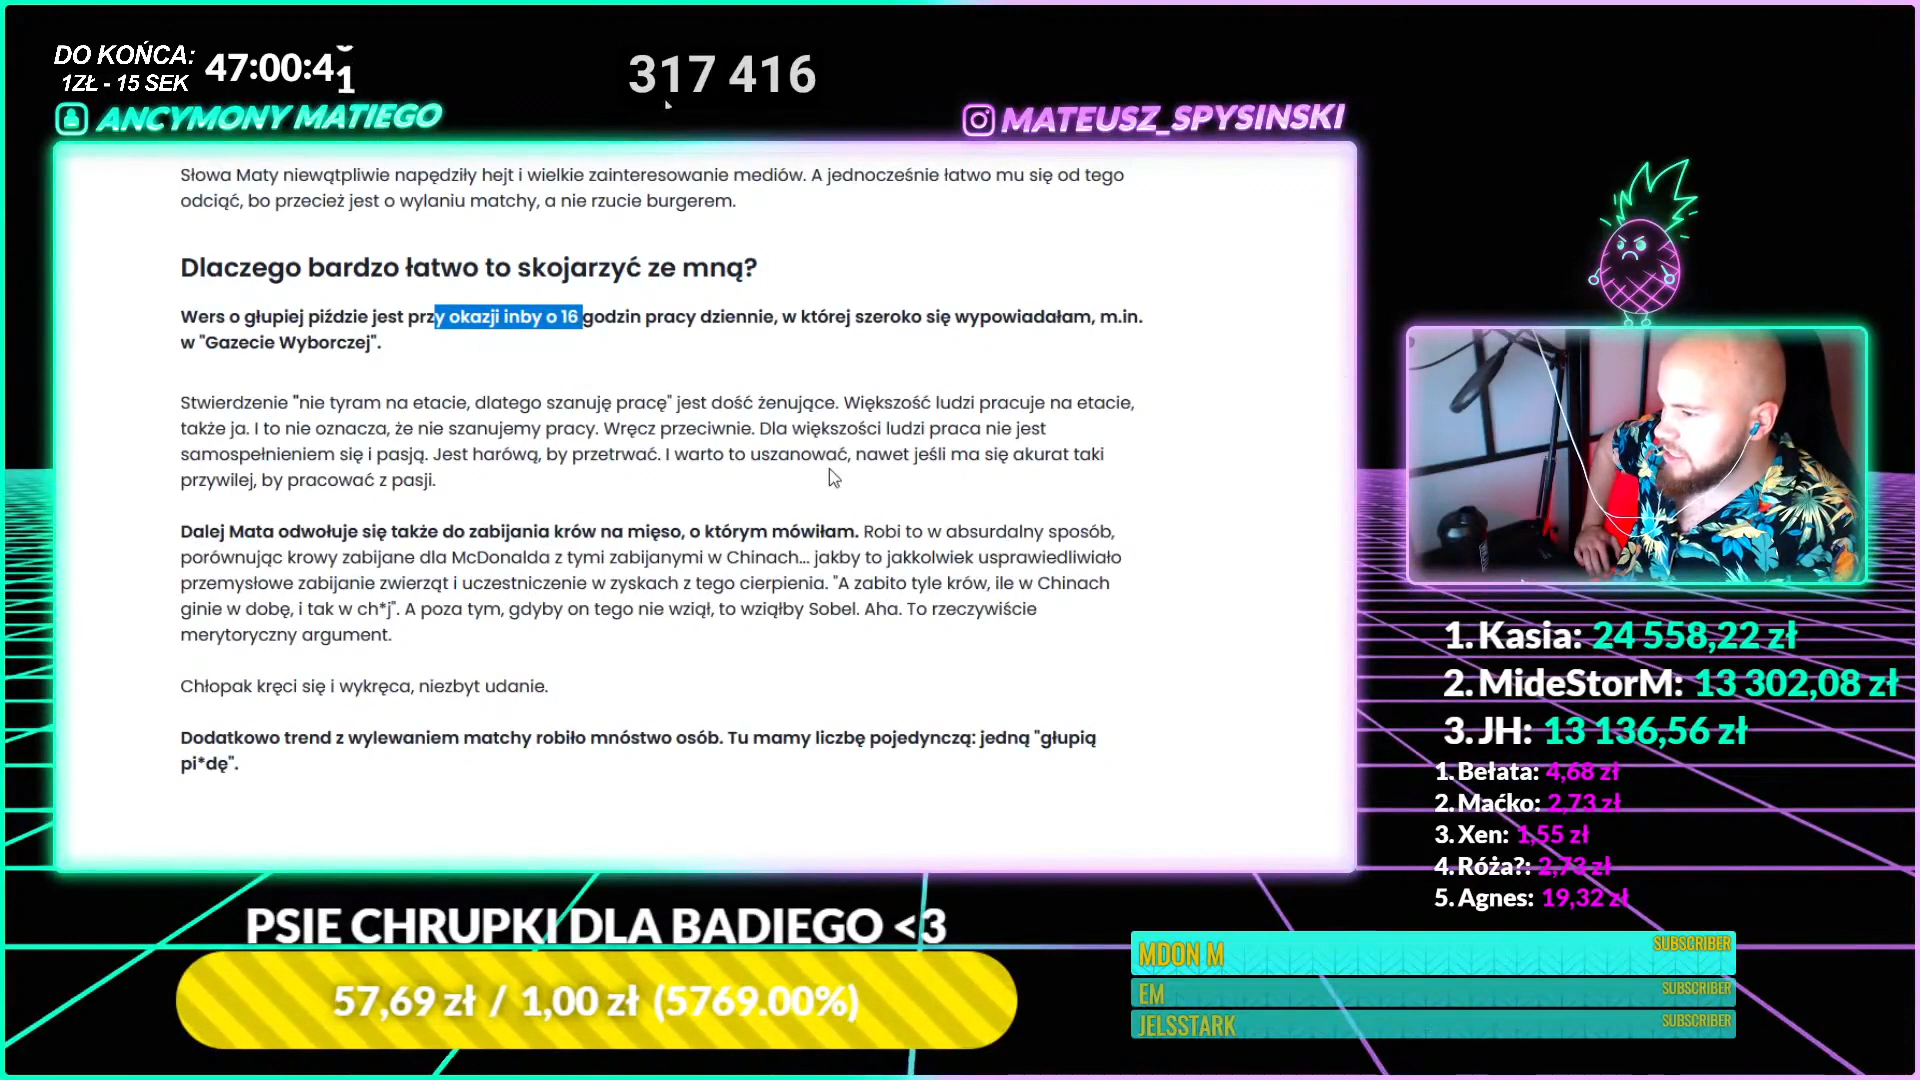 DO KOŃCA:
1ZŁ - 15 SEK
47:00:41
317 416
ANCYMONY MATIEGO
MATEUSZ_SPYSINSKI
Słowa Maty niewątpliwie napędziły hejt i wielkie zainteresowanie mediów. A jednocześnie łatwo mu się od tego
odciąć, bo przecież jest o wylaniu matchy, a nie rzucie burgerem.
Dlaczego bardzo łatwo to skojarzyć ze mną?
Wers o głupiej piździe jest przy okazji inby o 16 godzin pracy dziennie, w której szeroko się wypowiadałam, m.in.
w "Gazecie Wyborczej".
Stwierdzenie "nie tyram na etacie, dlatego szanuję pracę" jest dość żenujące. Większość ludzi pracuje na etacie,
także ja. I to nie oznacza, że nie szanujemy pracy. Wręcz przeciwnie. Dla większości ludzi praca nie jest
samospełnieniem się i pasją. Jest harówą, by przetrwać. I warto to uszanować, nawet jeśli ma się akurat taki
przywilej, by pracować z pasji.
Dalej Mata odwołuje się także do zabijania krów na mięso, o którym mówiłam. Robi to w absurdalny sposób,
porównując krowy zabijane dla McDonalda z tymi zabijanymi w Chinach... jakby to jakkolwiek usprawiedliwiało
przemysłowe zabijanie zwierząt i uczestniczenie w zyskach z tego cierpienia. "A zabito tyle krów, ile w Chinach
ginie w dobę, i tak w ch*j". A poza tym, gdyby on tego nie wziął, to wziąłby Sobel. Aha. To rzeczywiście
merytoryczny argument.
Chłopak kręci się i wykręca, niezbyt udanie.
Dodatkowo trend z wylewaniem matchy robiło mnóstwo osób. Tu mamy liczbę pojedynczą: jedną "głupią
pi*dę".
1. Kasia: 24 558,22 zł
2. MideStorM: 13 302,08 zł
3. JH: 13 136,56 zł
1. Bełata: 4,68 zł
2. Maćko: 2,73 zł
3. Xen: 1,55 zł
4. Róża?: 2,73 zł
5. Agnes: 19,32 zł
PSIE CHRUPKI DLA BADIEGO <3
57,69 zł / 1,00 zł (5769.00%)
MDON M SUBSCRIBER
EM SUBSCRIBER
JELSSTARK SUBSCRIBER